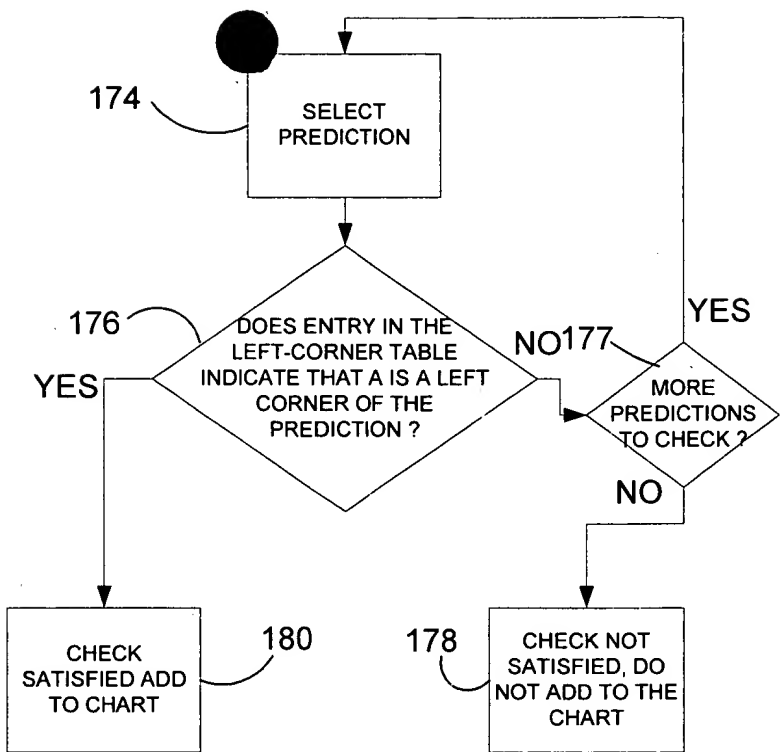 174
SELECT
PREDICTION
176
DOES ENTRY IN THE
LEFT-CORNER TABLE
INDICATE THAT A IS A LEFT
CORNER OF THE
PREDICTION ?
YES
NO
177
YES
MORE
PREDICTIONS
TO CHECK ?
NO
CHECK
SATISFIED ADD
TO CHART
180
178
CHECK NOT
SATISFIED, DO
NOT ADD TO THE
CHART